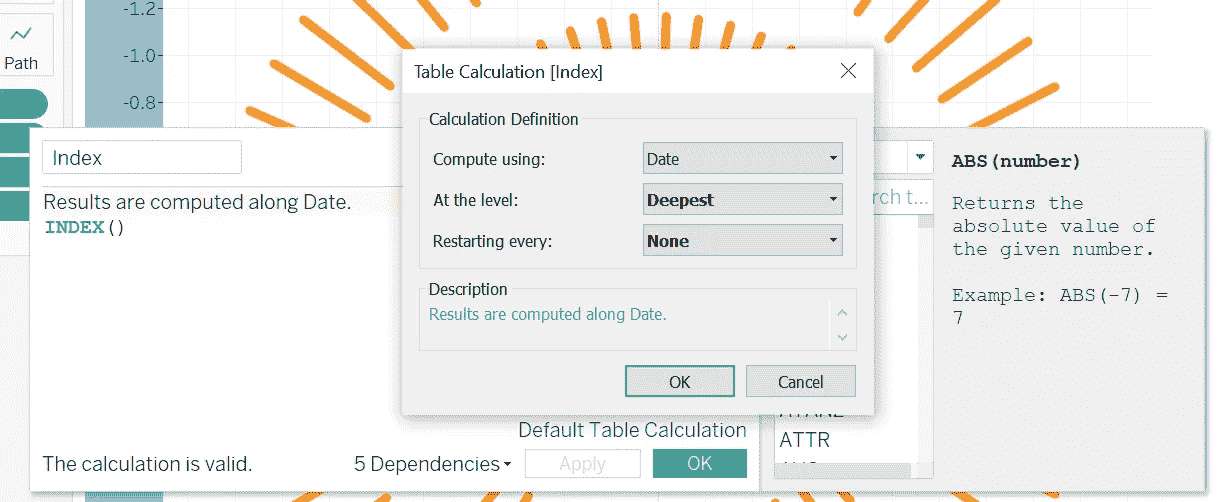 -1.2
-1.0
-0.8
Path
Table Calculation [Index]
Calculation Definition
Compute using: Date
At the level: Deepest
Restarting every: None
Description
Results are computed along Date.
OK Cancel
Index
Results are computed along Date.
INDEX()
Default Table Calculation
The calculation is valid. 5 Dependencies Apply OK
rch t...
ATTR
ABS(number)
Returns the
absolute value of
the given number.
Example: ABS(-7) =
7